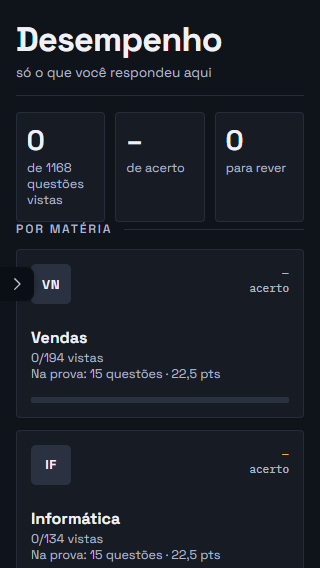 Desempenho
só o que você respondeu aqui
0
de 1168
questões
vistas
–
de acerto
0
para rever
POR MATÉRIA
VN
–
acerto
Vendas
0/194 vistas
Na prova: 15 questões · 22,5 pts
IF
–
acerto
Informática
0/134 vistas
Na prova: 15 questões · 22,5 pts